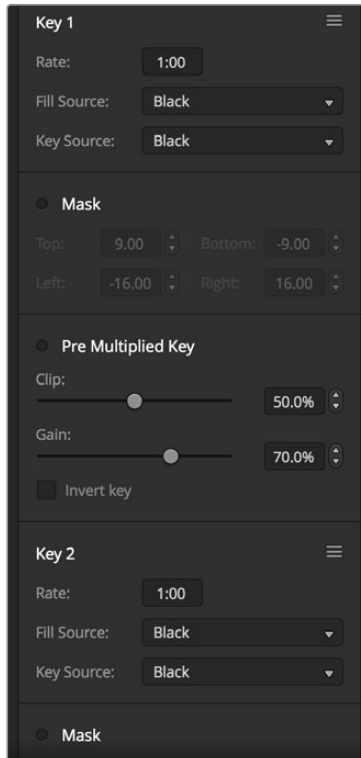 Key 1
Rate: 1:00
Fill Source: Black
Key Source: Black
Mask
Top: 9.00 Bottom: -9.00
Left: -16.00 Right: 16.00
Pre Multiplied Key
Clip:
50.0%
Gain:
70.0%
Invert key
Key 2
Rate: 1:00
Fill Source: Black
Key Source: Black
Mask